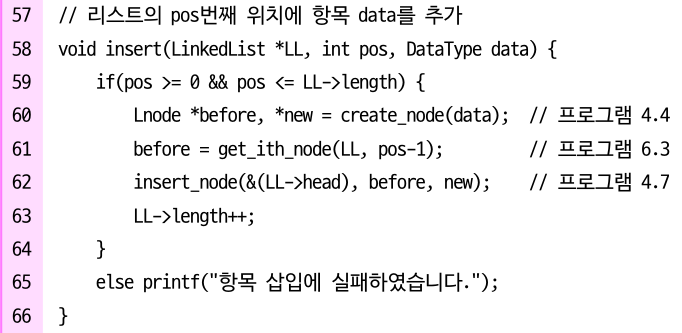 57 // 리스트의 pos번째 위치에 항목 data를 추가
58 void insert(LinkedList *LL, int pos, DataType data) {
59     if(pos >= 0 && pos <= LL->length) {
60         Lnode *before, *new = create_node(data);  // 프로그램 4.4
61         before = get_ith_node(LL, pos-1);         // 프로그램 6.3
62         insert_node(&(LL->head), before, new);    // 프로그램 4.7
63         LL->length++;
64     }
65     else printf("항목 삽입에 실패하였습니다.");
66 }